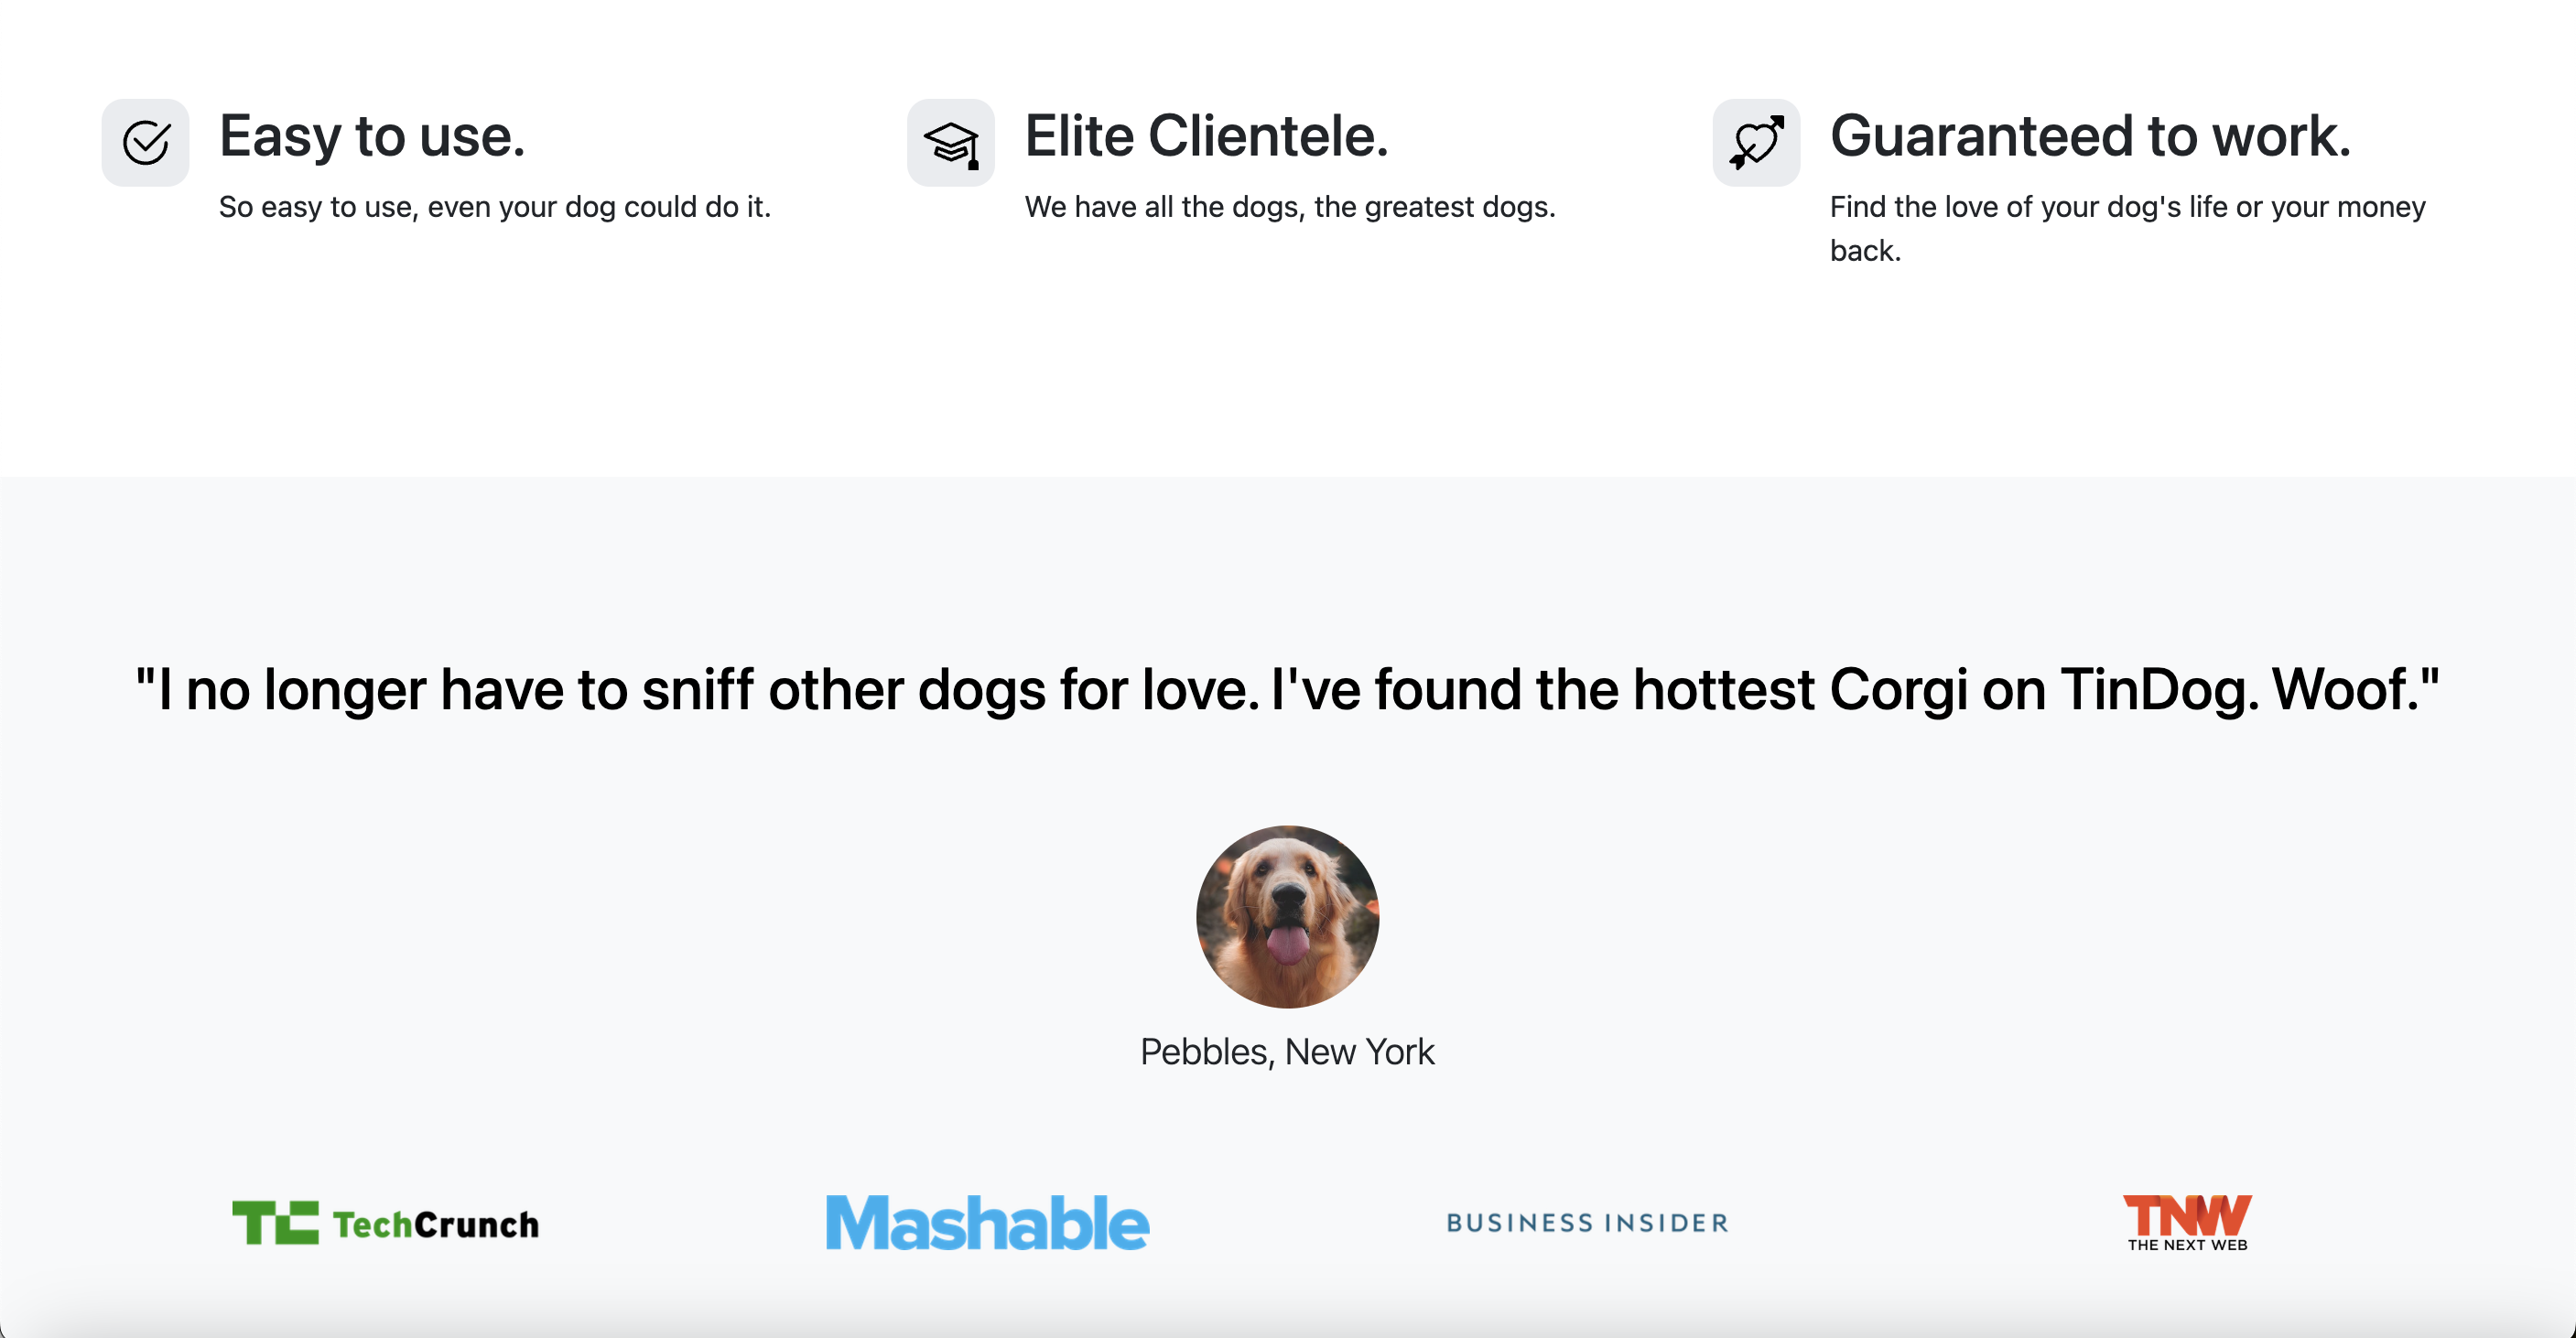 Easy to use.
So easy to use, even your dog could do it.
Elite Clientele.
We have all the dogs, the greatest dogs.
Guaranteed to work.
Find the love of your dog's life or your money
back.
"I no longer have to sniff other dogs for love. I've found the hottest Corgi on TinDog. Woof."
Pebbles, New York
TC TechCrunch
Mashable
BUSINESS INSIDER
TNW
THE NEXT WEB